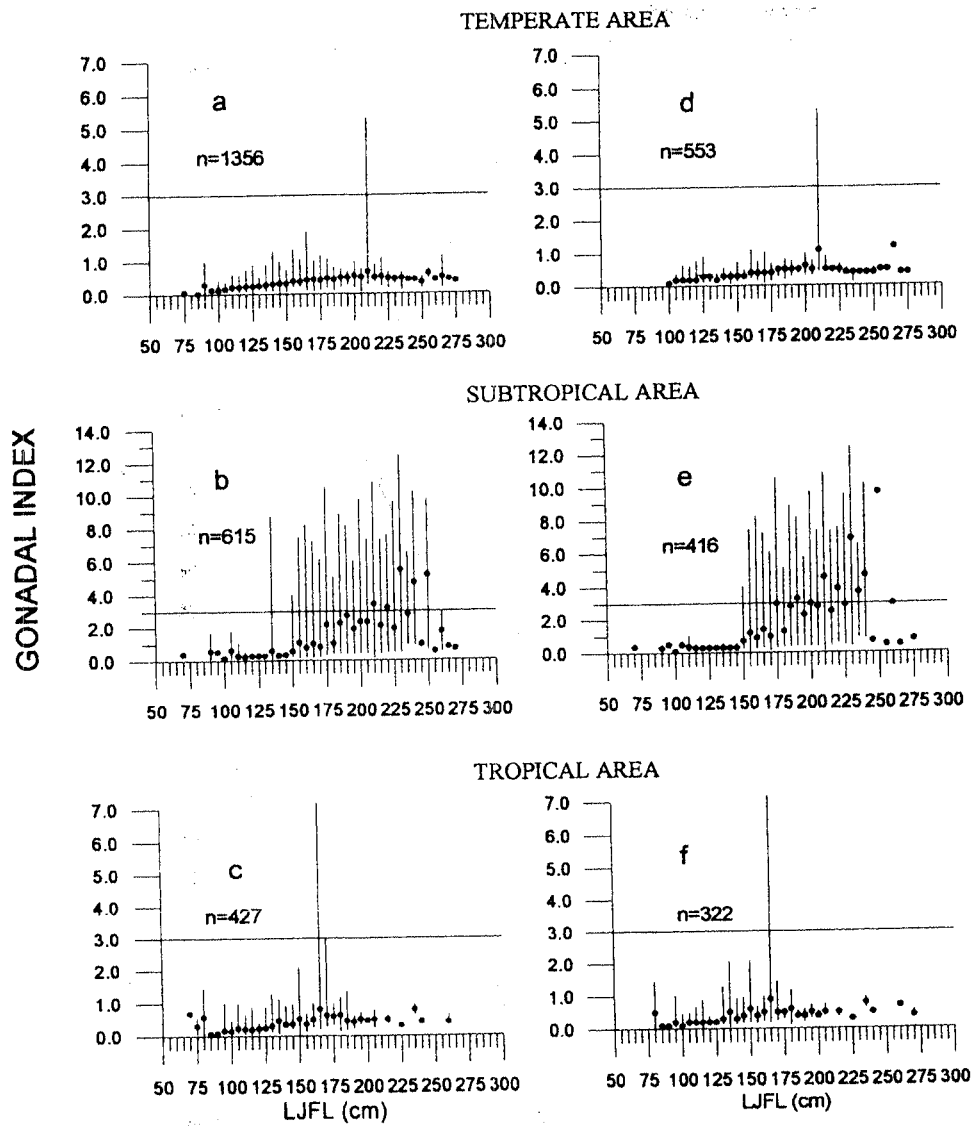 TEMPERATE AREA
7.0
6.0
5.0
4.0
3.0
2.0
1.0
0.0
a
n=1356
50 75 100 125 150 175 200 225 250 275 300
7.0
6.0
5.0
4.0
3.0
2.0
1.0
0.0
d
n=553
50 75 100 125 150 175 200 225 250 275 300
SUBTROPICAL AREA
GONADAL INDEX
14.0
12.0
10.0
8.0
6.0
4.0
2.0
0.0
b
n=615
50 75 100 125 150 175 200 225 250 275 300
14.0
12.0
10.0
8.0
6.0
4.0
2.0
0.0
e
n=416
50 75 100 125 150 175 200 225 250 275 300
TROPICAL AREA
7.0
6.0
5.0
4.0
3.0
2.0
1.0
0.0
c
n=427
50 75 100 125 150 175 200 225 250 275 300
LJFL (cm)
7.0
6.0
5.0
4.0
3.0
2.0
1.0
0.0
f
n=322
50 75 100 125 150 175 200 225 250 275 300
LJFL (cm)